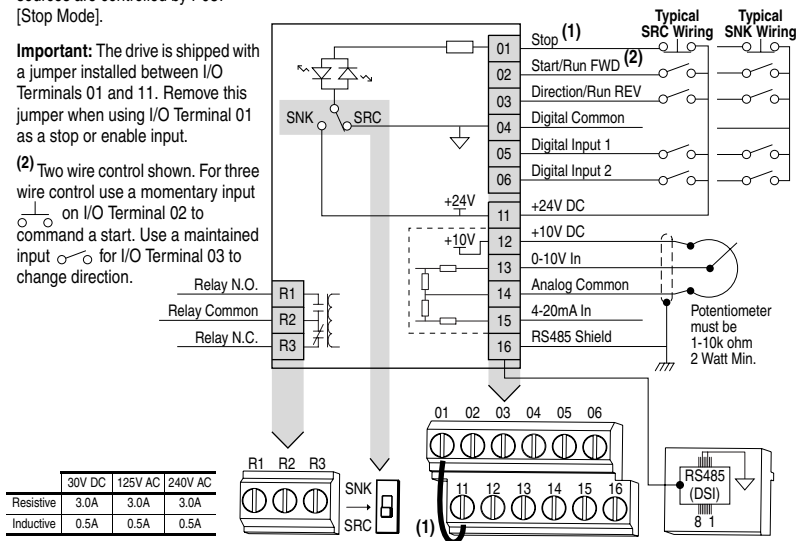 [Stop Mode].
Important: The drive is shipped with
a jumper installed between I/O
Terminals 01 and 11. Remove this
jumper when using I/O Terminal 01
as a stop or enable input.
(2) Two wire control shown. For three
wire control use a momentary input
on I/O Terminal 02 to
command a start. Use a maintained
input for I/O Terminal 03 to
change direction.
Typical SRC Wiring
Typical SNK Wiring
01 Stop (1)
02 Start/Run FWD (2)
03 Direction/Run REV
04 Digital Common
05 Digital Input 1
06 Digital Input 2
11 +24V DC
12 +10V DC
13 0-10V In
14 Analog Common
15 4-20mA In
16 RS485 Shield
SNK SRC
+24V
+10V
Relay N.O. R1
Relay Common R2
Relay N.C. R3
Potentiometer
must be
1-10k ohm
2 Watt Min.
30V DC 125V AC 240V AC
Resistive 3.0A 3.0A 3.0A
Inductive 0.5A 0.5A 0.5A
R1 R2 R3
SNK
SRC
01 02 03 04 05 06
11 12 13 14 15 16
(1)
RS485
(DSI)
8 1